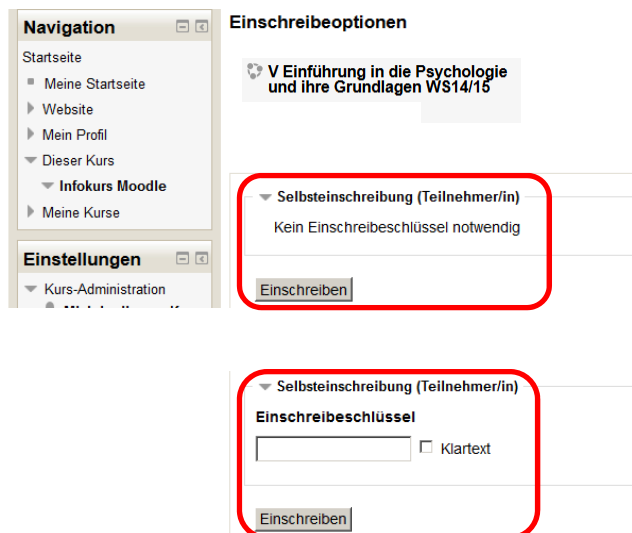 Navigation
Startseite
Meine Startseite
Website
Mein Profil
Dieser Kurs
Infokurs Moodle
Meine Kurse
Einstellungen
Kurs-Administration
Einschreibeoptionen
V Einführung in die Psychologie
und ihre Grundlagen WS14/15
Selbsteinschreibung (Teilnehmer/in)
Kein Einschreibeschlüssel notwendig
Einschreiben
Selbsteinschreibung (Teilnehmer/in)
Einschreibeschlüssel
Klartext
Einschreiben